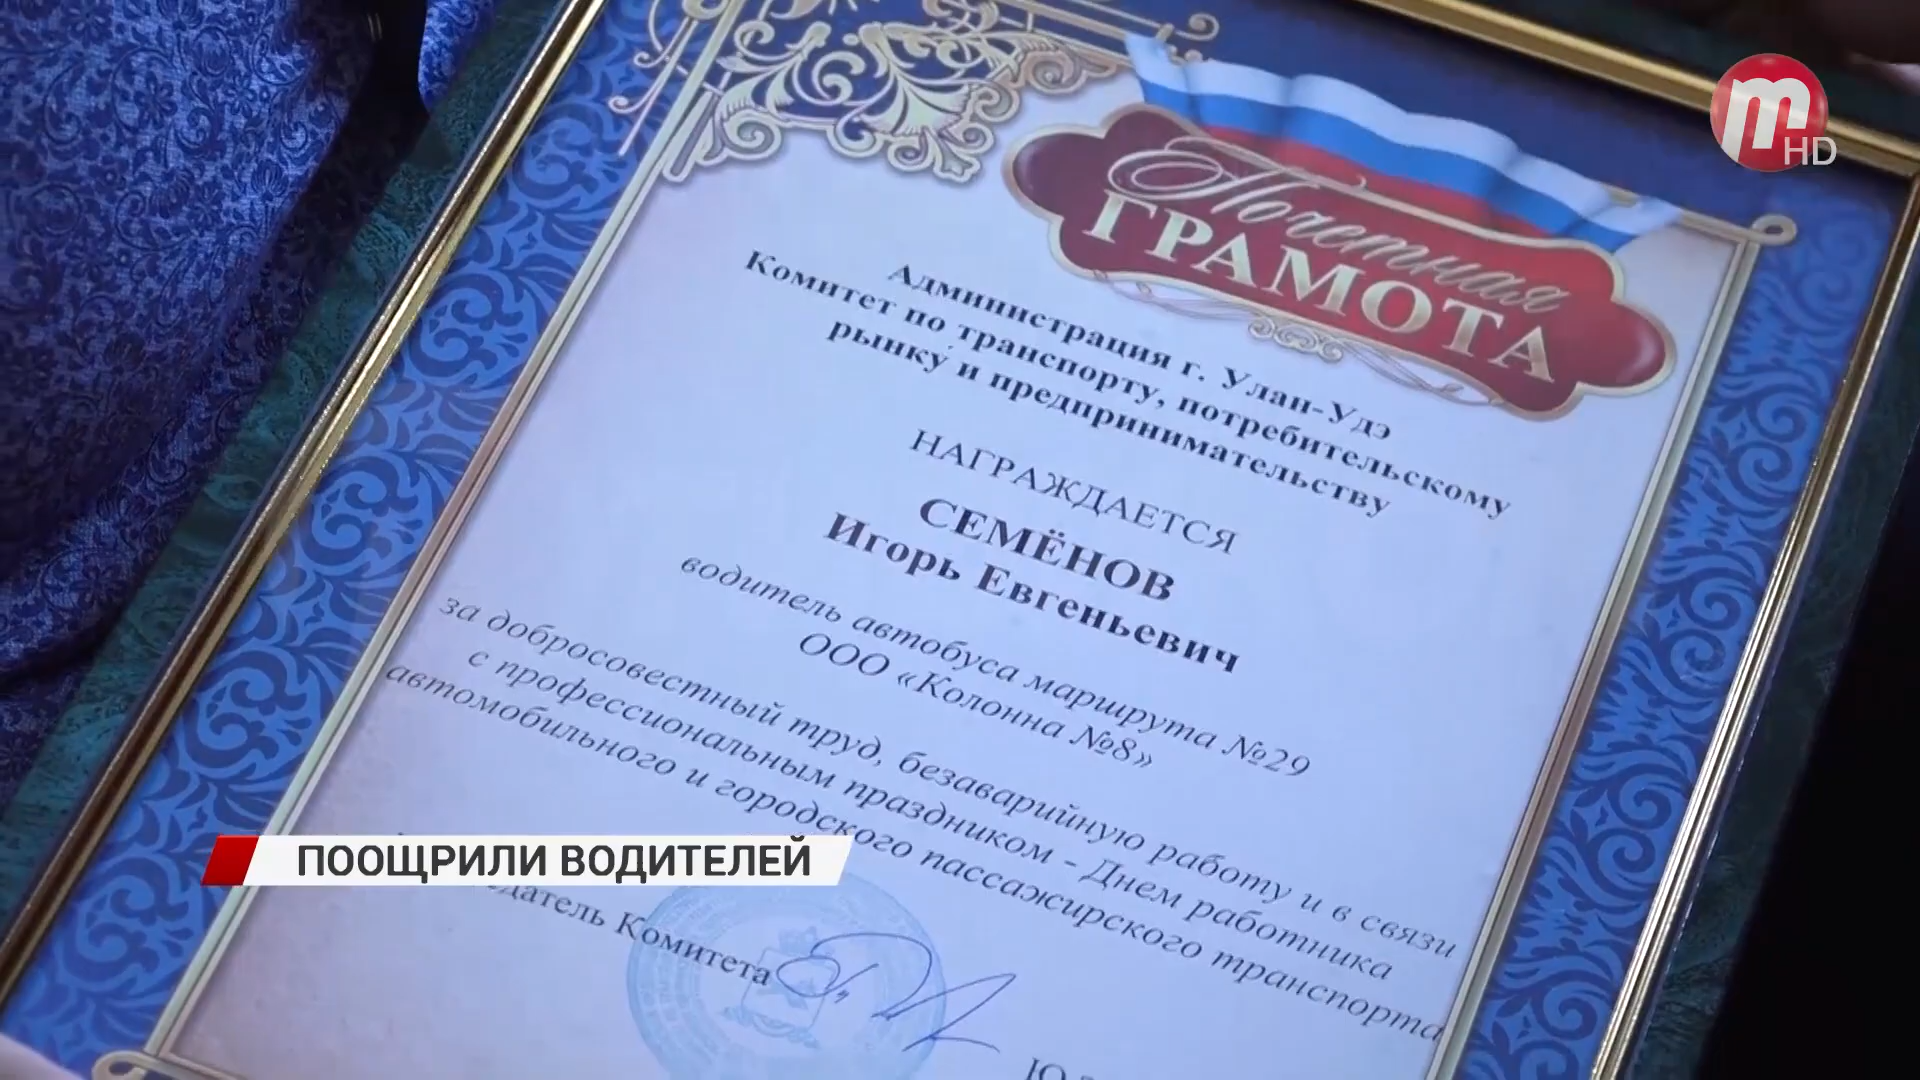 m HD
Почетная
ГРАМОТА
Администрация г. Улан-Удэ
Комитет по транспорту, потребительскому
рынку и предпринимательству
НАГРАЖДАЕТСЯ
СЕМЁНОВ
Игорь Евгеньевич
водитель автобуса маршрута №29
ООО «Колонна №8»
за добросовестный труд, безаварийную работу и в связи
с профессиональным праздником - Днем работника
автомобильного и городского пассажирского транспорта
Комитета
ПООЩРИЛИ ВОДИТЕЛЕЙ